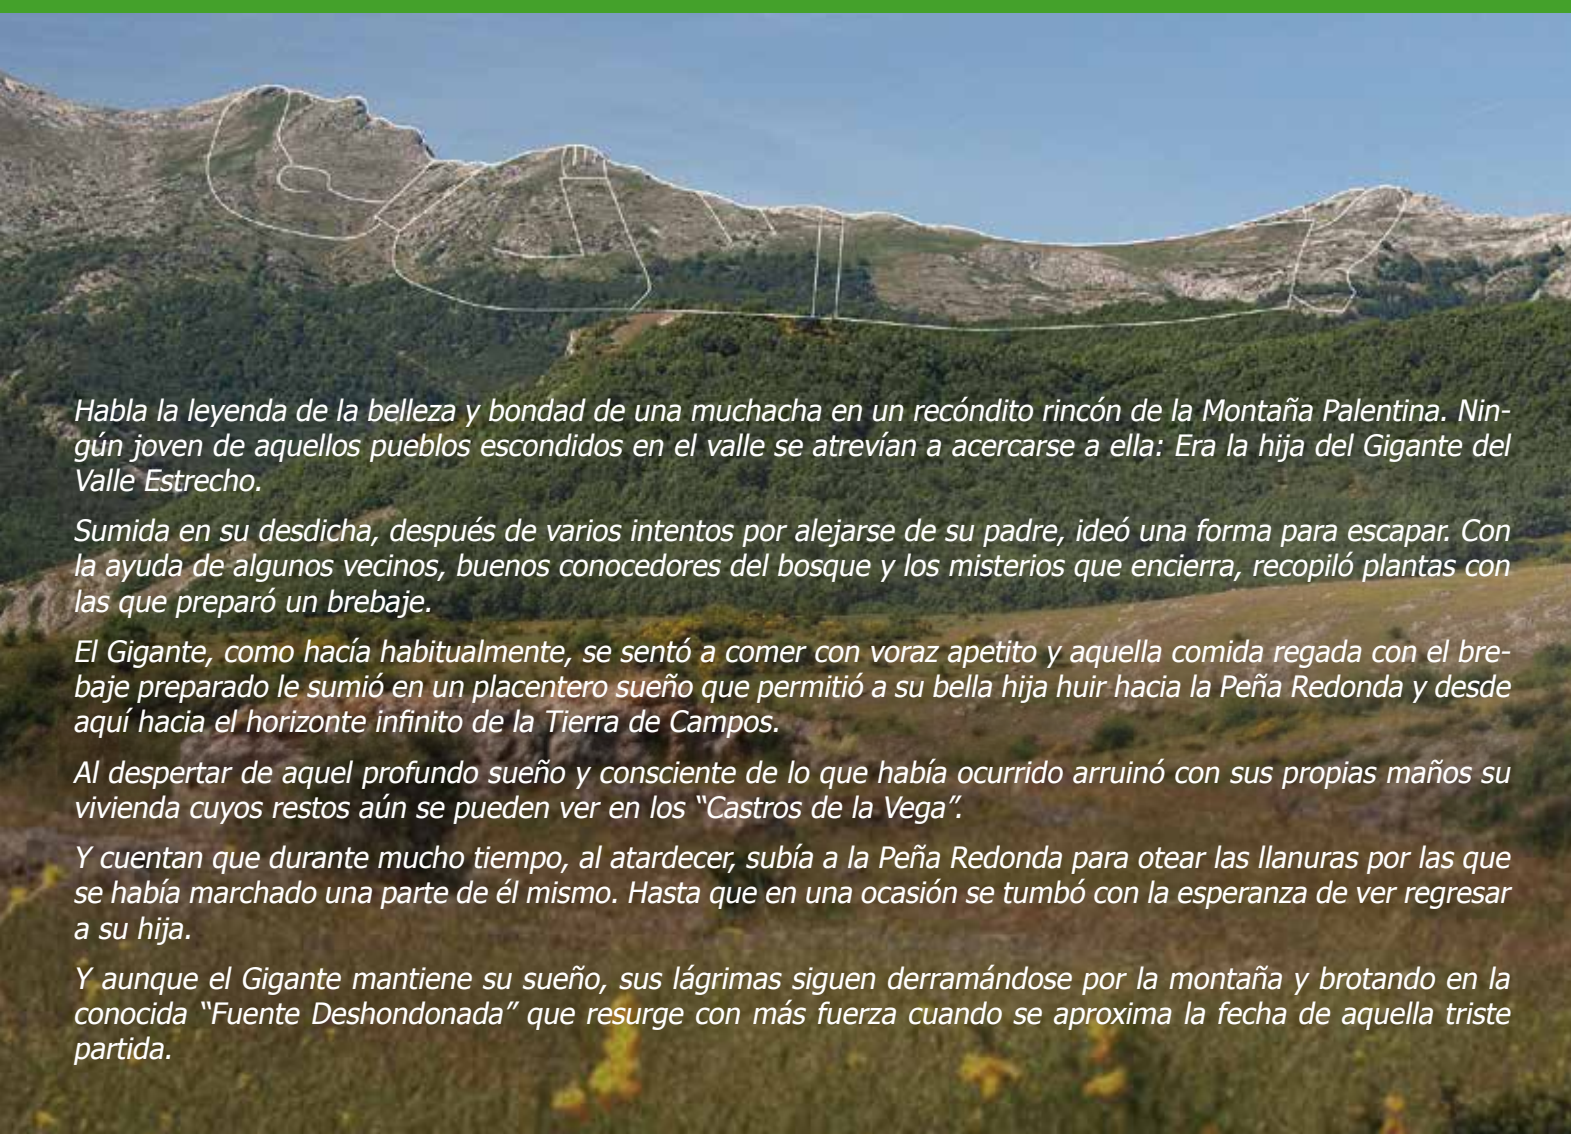 Habla la leyenda de la belleza y bondad de una muchacha en un recóndito rincón de la Montaña Palentina. Nin-
gún joven de aquellos pueblos escondidos en el valle se atrevían a acercarse a ella: Era la hija del Gigante del
Valle Estrecho.
Sumida en su desdicha, después de varios intentos por alejarse de su padre, ideó una forma para escapar. Con
la ayuda de algunos vecinos, buenos conocedores del bosque y los misterios que encierra, recopiló plantas con
las que preparó un brebaje.
El Gigante, como hacía habitualmente, se sentó a comer con voraz apetito y aquella comida regada con el bre-
baje preparado le sumió en un placentero sueño que permitió a su bella hija huir hacia la Peña Redonda y desde
aquí hacia el horizonte infinito de la Tierra de Campos.
Al despertar de aquel profundo sueño y consciente de lo que había ocurrido arruinó con sus propias maños su
vivienda cuyos restos aún se pueden ver en los “Castros de la Vega”.
Y cuentan que durante mucho tiempo, al atardecer, subía a la Peña Redonda para otear las llanuras por las que
se había marchado una parte de él mismo. Hasta que en una ocasión se tumbó con la esperanza de ver regresar
a su hija.
Y aunque el Gigante mantiene su sueño, sus lágrimas siguen derramándose por la montaña y brotando en la
conocida “Fuente Deshondonada” que resurge con más fuerza cuando se aproxima la fecha de aquella triste
partida.